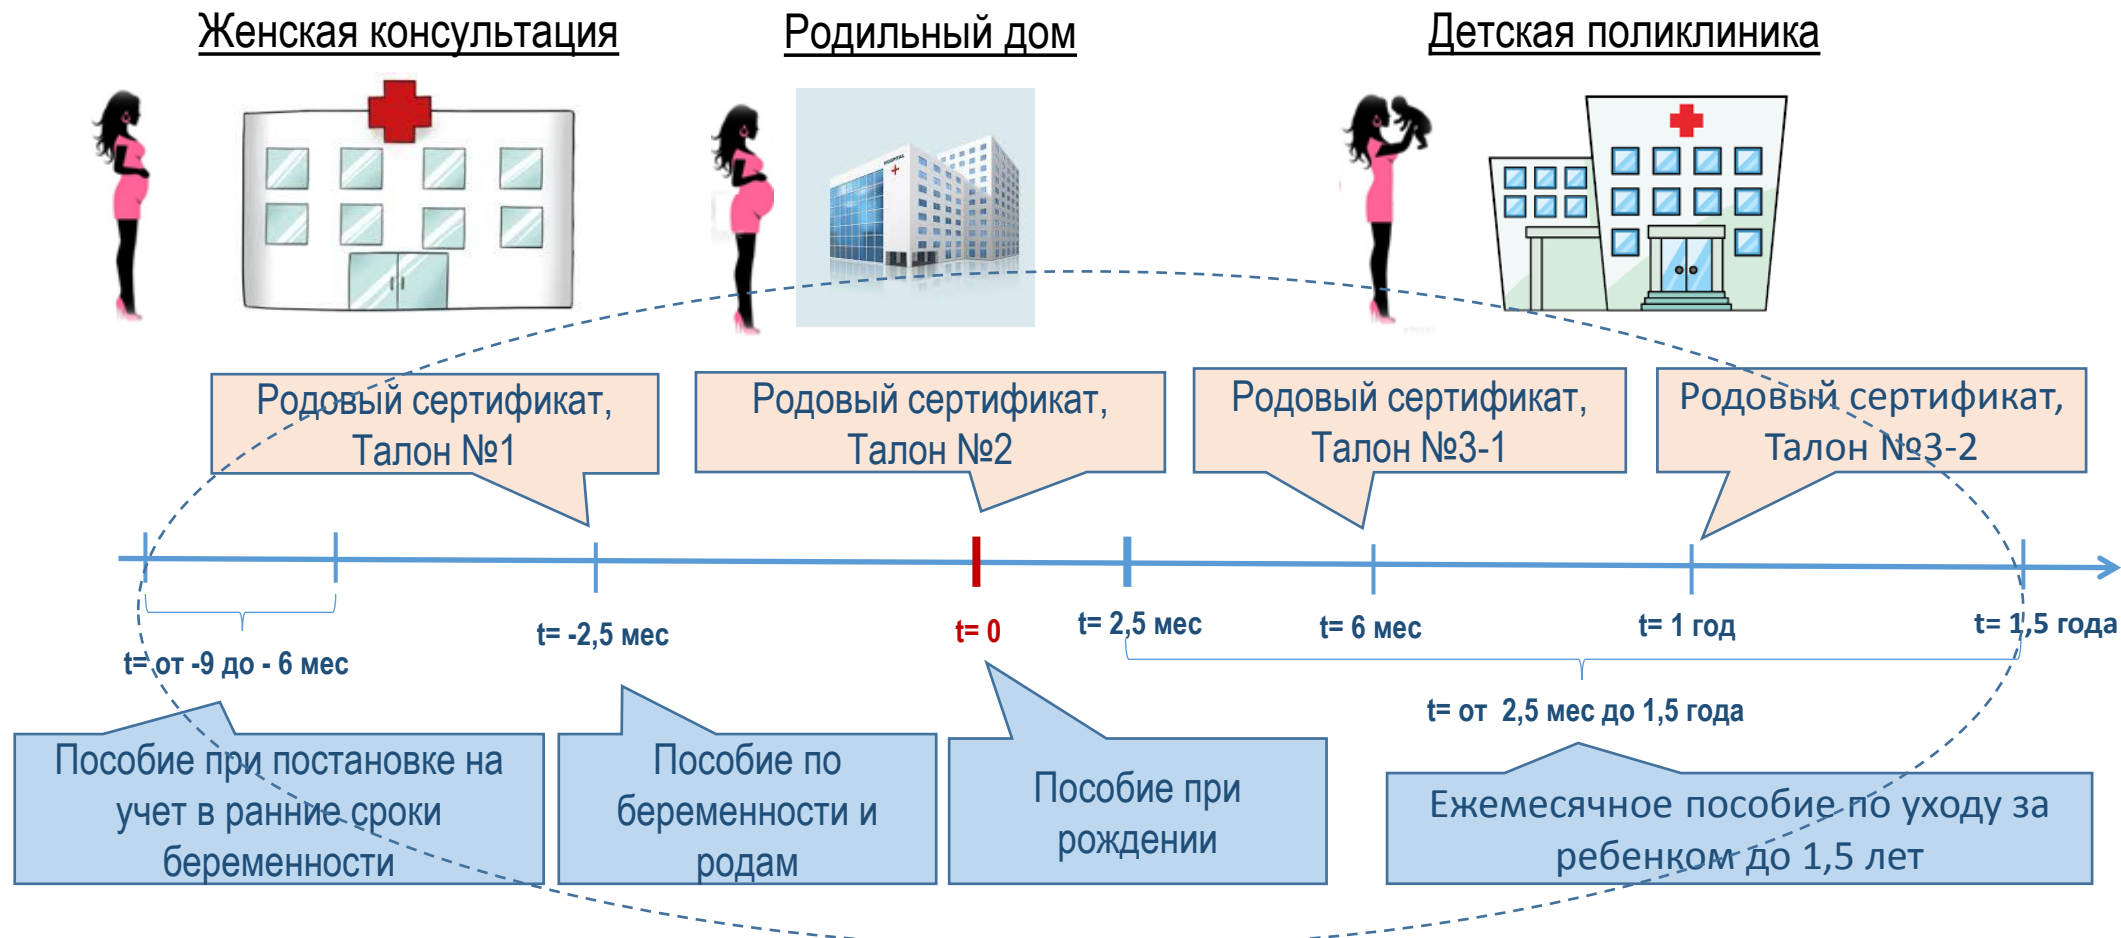 Женская консультация
Родильный дом
Детская поликлиника
HOSPITAL
Родовый сертификат,
Талон №1
Родовый сертификат,
Талон №2
Родовый сертификат,
Талон №3-1
Родовый сертификат,
Талон №3-2
t= от -9 до - 6 мес
t= -2,5 мес
t= 0
t= 2,5 мес
t= 6 мес
t= 1 год
t= 1,5 года
t= от 2,5 мес до 1,5 года
Пособие при постановке на
учет в ранние сроки
беременности
Пособие по
беременности и
родам
Пособие при
рождении
Ежемесячное пособие по уходу за
ребенком до 1,5 лет